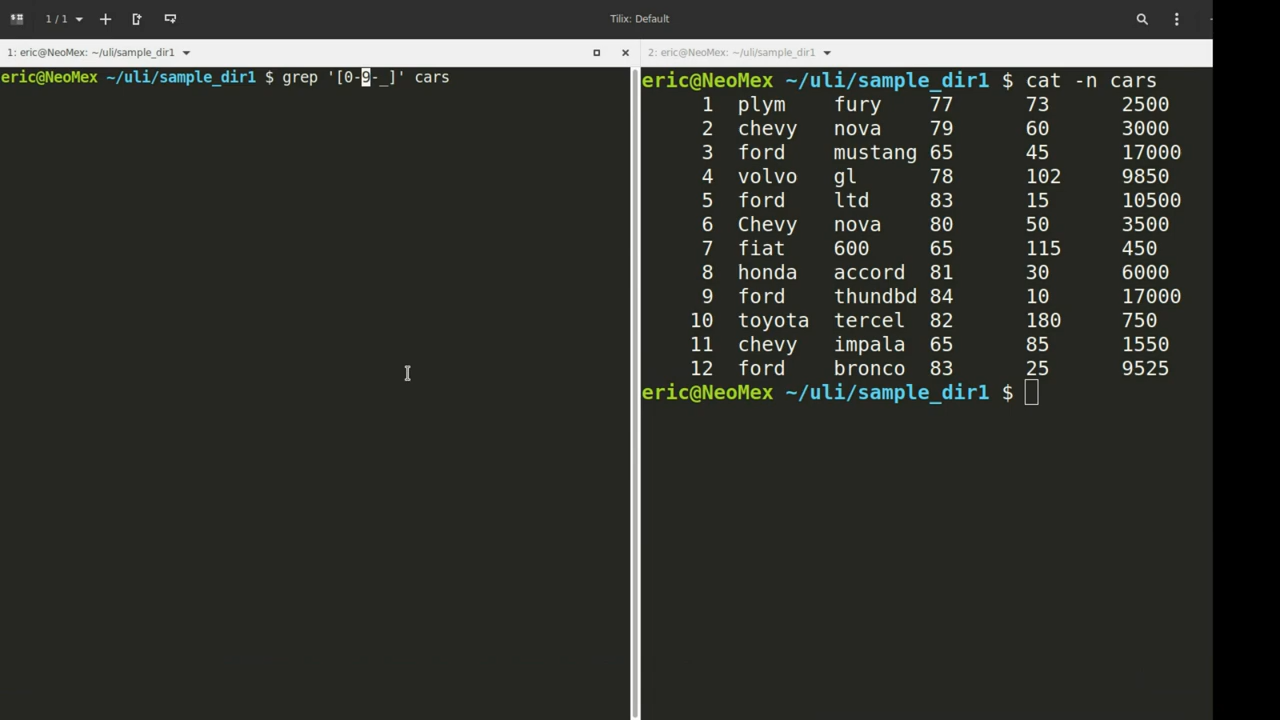 1 / 1
Tilix: Default
1: eric@NeoMex: ~/uli/sample_dir1
eric@NeoMex ~/uli/sample_dir1 $ grep '[0-9-_]' cars
2: eric@NeoMex: ~/uli/sample_dir1
eric@NeoMex ~/uli/sample_dir1 $ cat -n cars
1 plym fury 77 73 2500
2 chevy nova 79 60 3000
3 ford mustang 65 45 17000
4 volvo gl 78 102 9850
5 ford ltd 83 15 10500
6 Chevy nova 80 50 3500
7 fiat 600 65 115 450
8 honda accord 81 30 6000
9 ford thundbd 84 10 17000
10 toyota tercel 82 180 750
11 chevy impala 65 85 1550
12 ford bronco 83 25 9525
eric@NeoMex ~/uli/sample_dir1 $